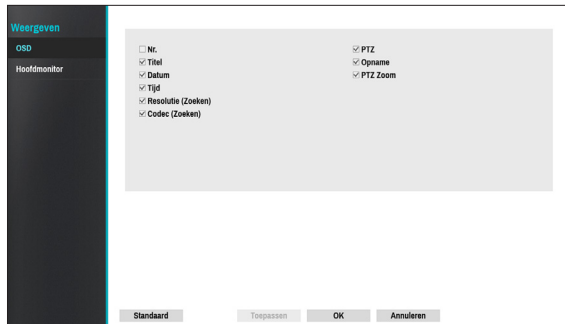 Weergeven
OSD
Hoofdmonitor
Nr.
Titel
Datum
Tijd
Resolutie (Zoeken)
Codec (Zoeken)
PTZ
Opname
PTZ Zoom
Standaard
Toepassen
OK
Annuleren